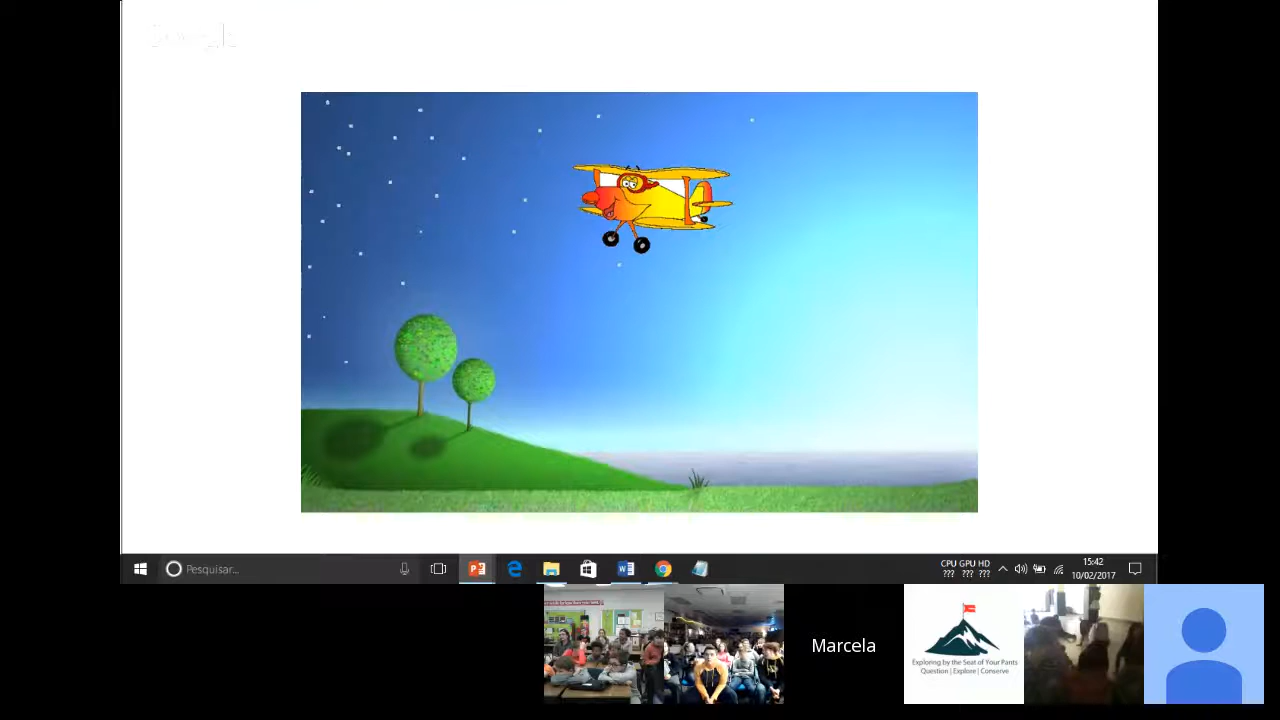 Pesquisar...
CPU GPU HD
??? ??? ???
15:42
10/02/2017
Marcela
Exploring by the Seat of Your Pants
Question | Explore | Conserve